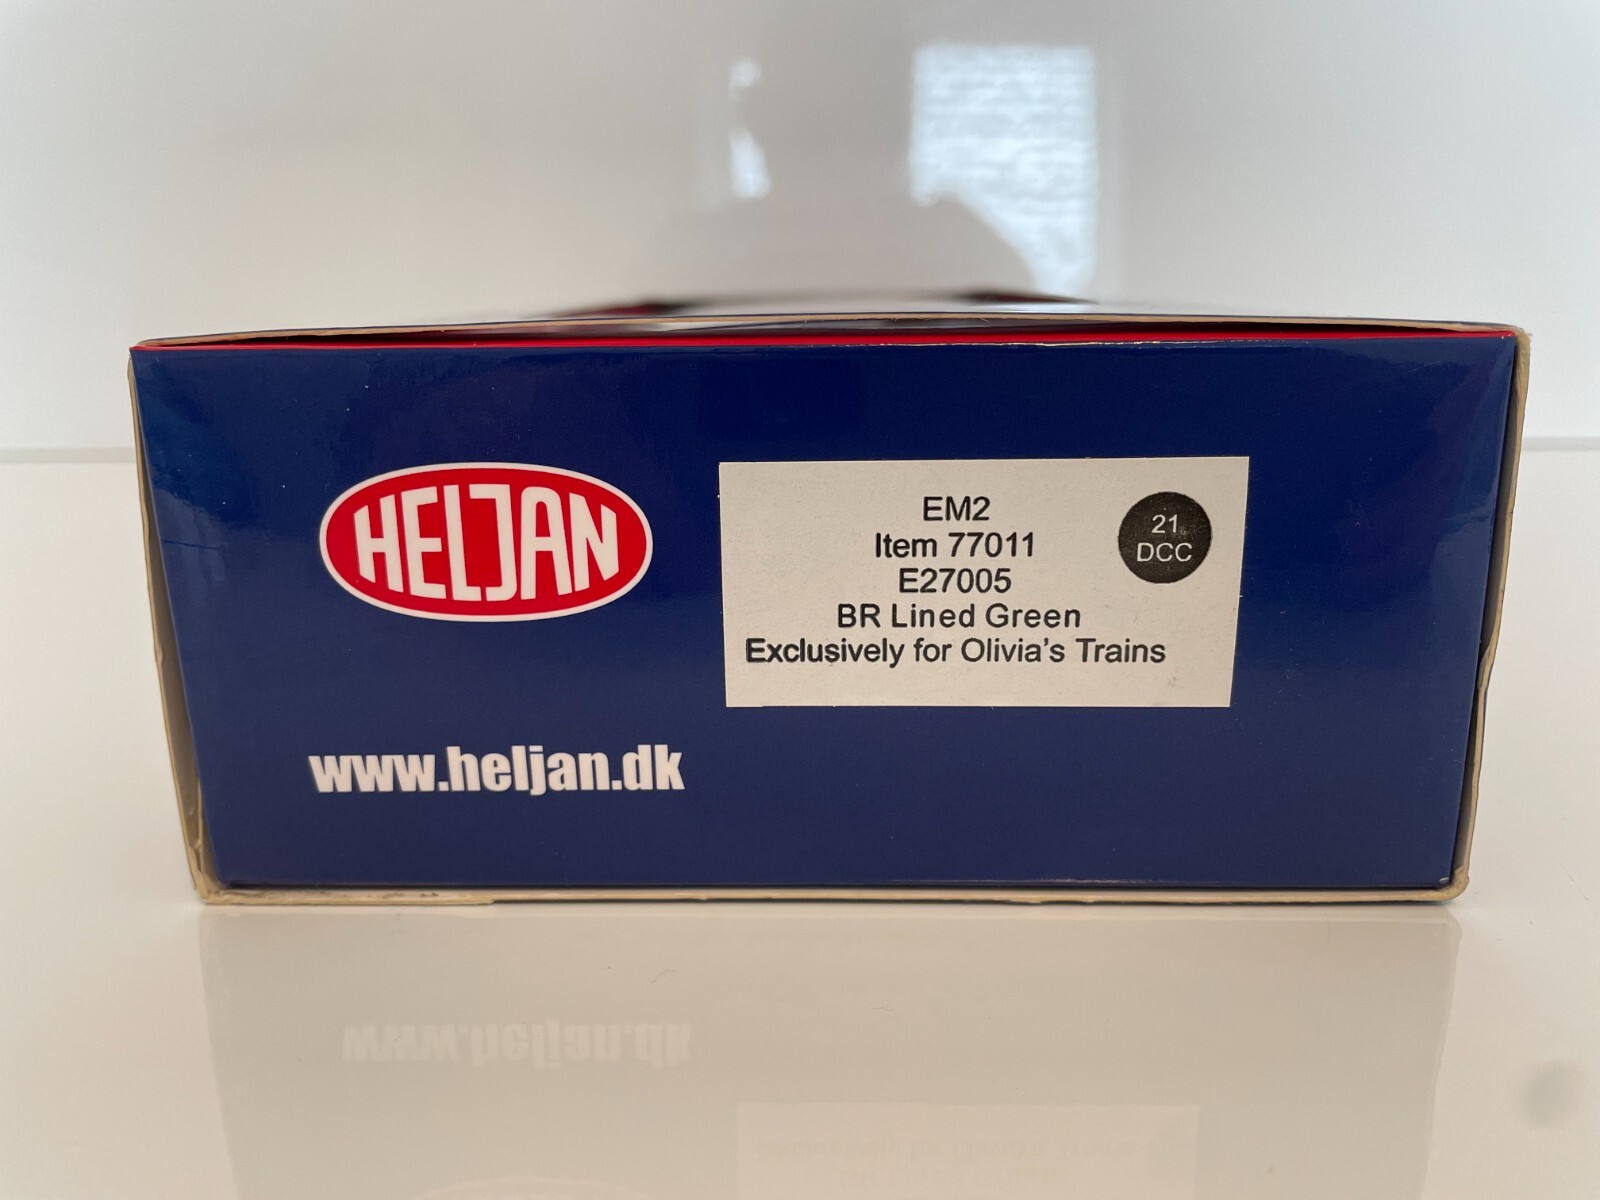 HELJAN
www.heljan.dk
EM2
Item 77011
E27005
BR Lined Green
Exclusively for Olivia's Trains
21
DCC